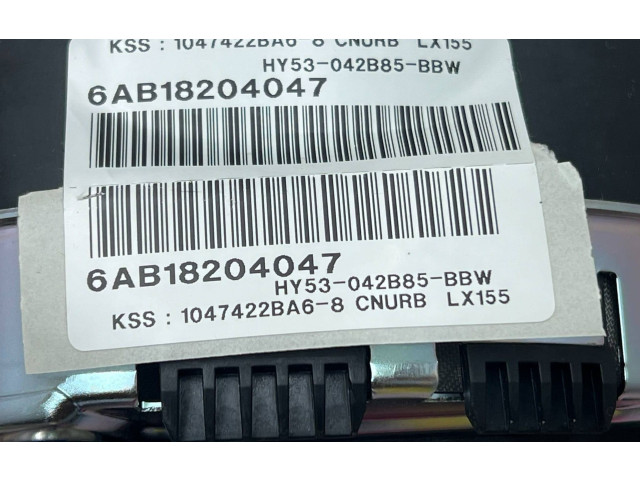 KSS : 1047422BA6-8 CNURB LX155
HY53-042B85-BBW
6AB18204047
6AB18204047
HY53-042B85-BBW
KSS : 1047422BA6-8 CNURB LX155